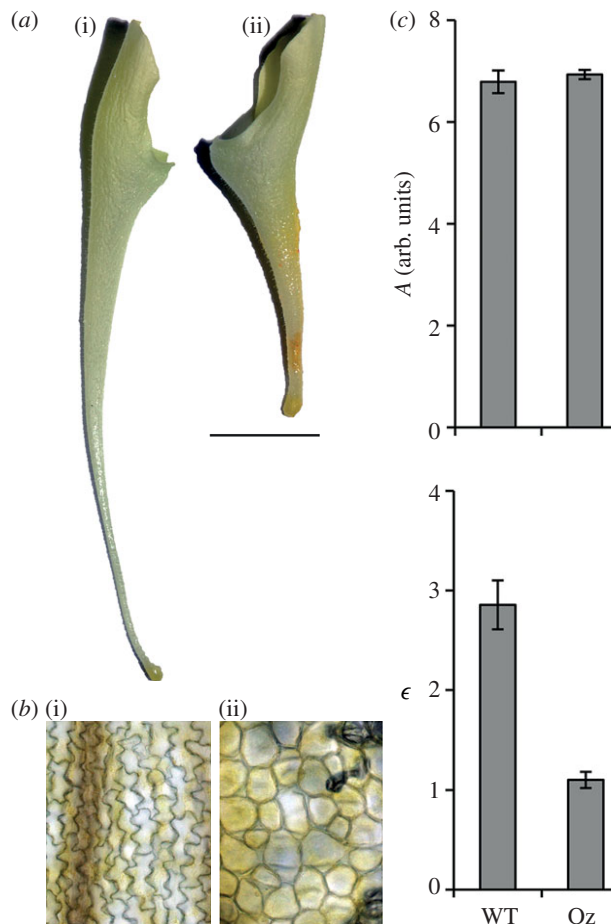 (a) (i) (ii) (c)
8
6
4
2
0
A (arb. units)
4
3
2
1
0
ϵ
WT Oz
(b) (i) (ii)